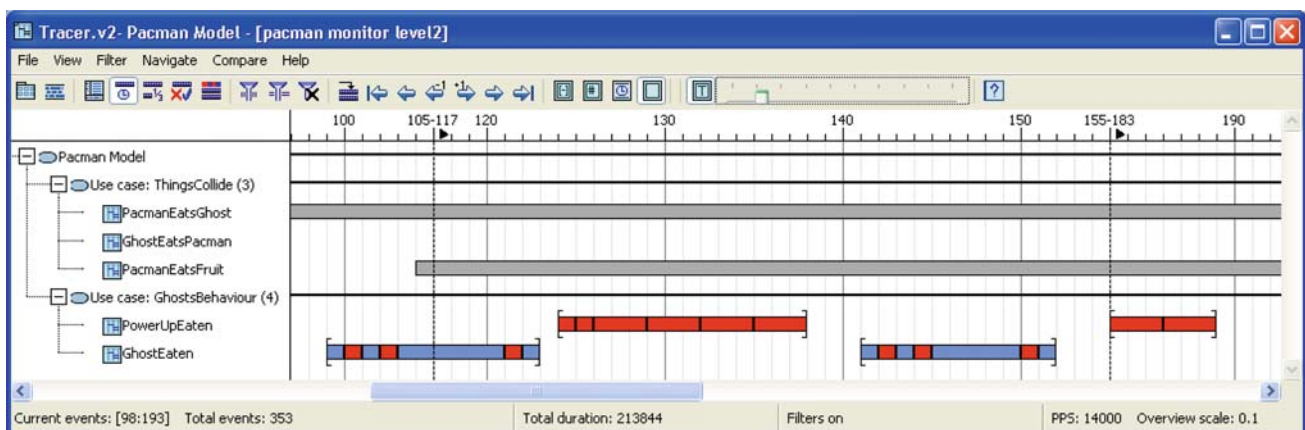 Tracer.v2- Pacman Model - [pacman monitor level2]
File View Filter Navigate Compare Help
100 105-117 120 130 140 150 155-183 190
Pacman Model
Use case: ThingsCollide (3)
PacmanEatsGhost
GhostEatsPacman
PacmanEatsFruit
Use case: GhostsBehaviour (4)
PowerUpEaten
GhostEaten
Current events: [98:193] Total events: 353 Total duration: 213844 Filters on PPS: 14000 Overview scale: 0.1